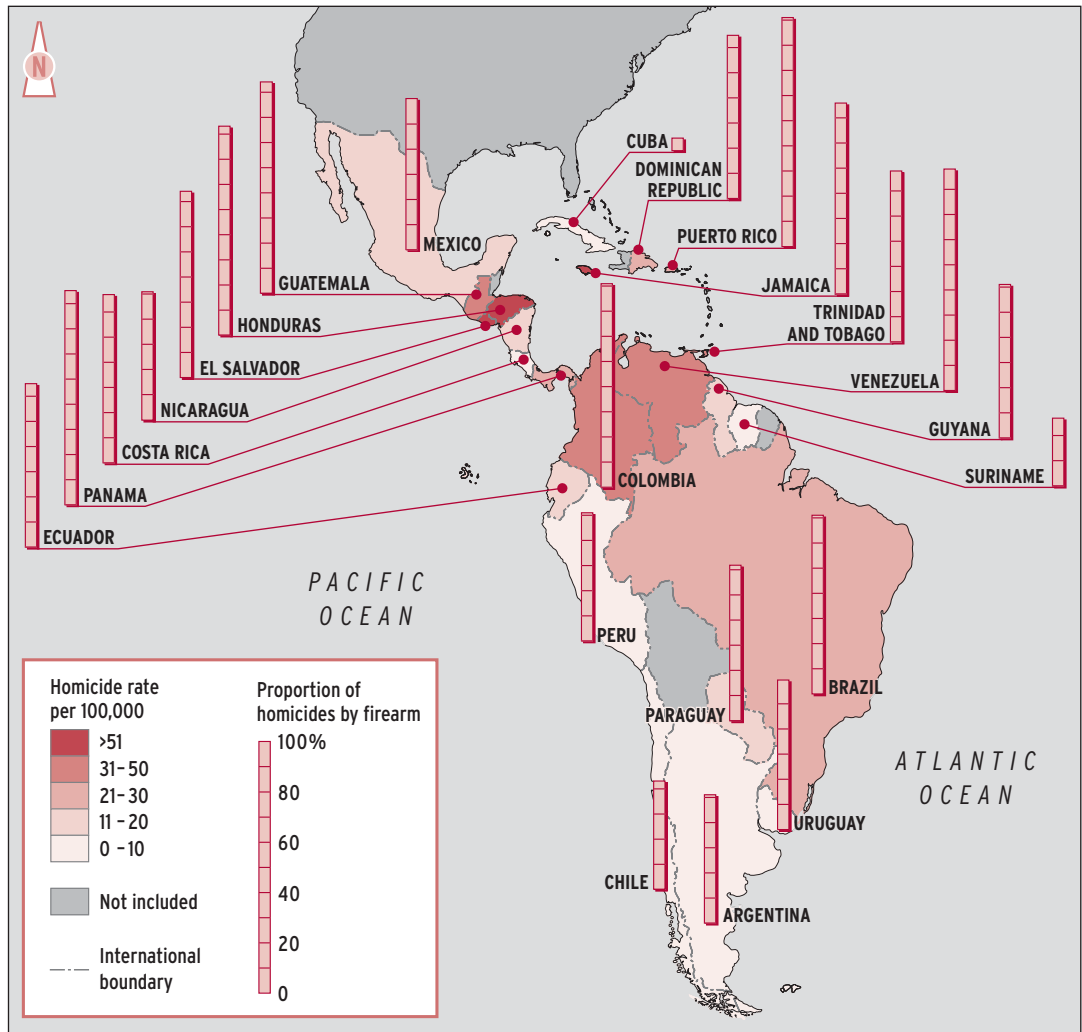 N
CUBA
DOMINICAN
REPUBLIC
PUERTO RICO
MEXICO
GUATEMALA
JAMAICA
HONDURAS
TRINIDAD
AND TOBAGO
EL SALVADOR
VENEZUELA
NICARAGUA
GUYANA
COSTA RICA
SURINAME
COLOMBIA
PANAMA
ECUADOR
PACIFIC
OCEAN
PERU
BRAZIL
PARAGUAY
ATLANTIC
OCEAN
URUGUAY
CHILE
ARGENTINA
Homicide rate
per 100,000
>51
31–50
21–30
11–20
0–10
Not included
International
boundary
Proportion of
homicides by firearm
100%
80
60
40
20
0